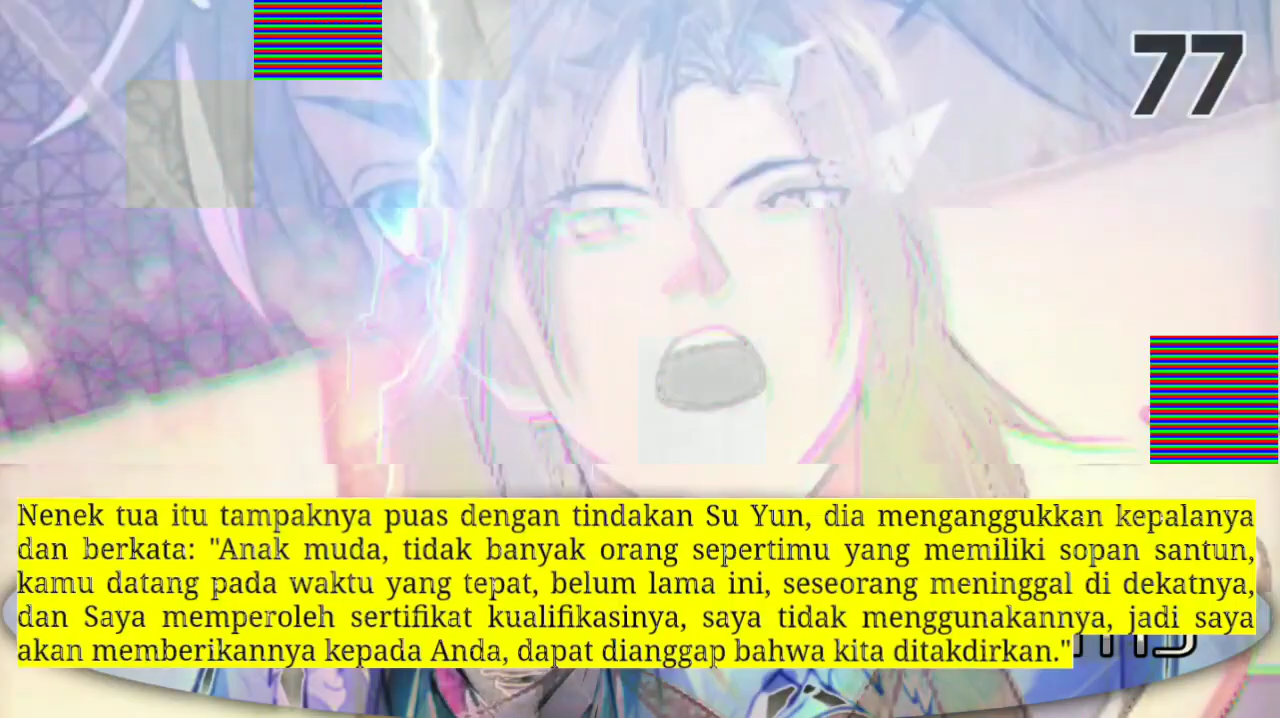 77
Nenek tua itu tampaknya puas dengan tindakan Su Yun, dia menganggukkan kepalanya
dan berkata: "Anak muda, tidak banyak orang sepertimu yang memiliki sopan santun,
kamu datang pada waktu yang tepat, belum lama ini, seseorang meninggal di dekatnya,
dan Saya memperoleh sertifikat kualifikasinya, saya tidak menggunakannya, jadi saya
akan memberikannya kepada Anda, dapat dianggap bahwa kita ditakdirkan."